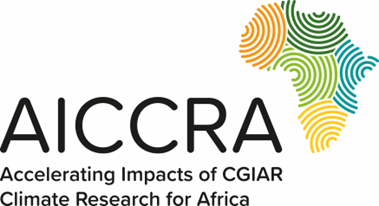 AICCRA
Accelerating Impacts of CGIAR
Climate Research for Africa